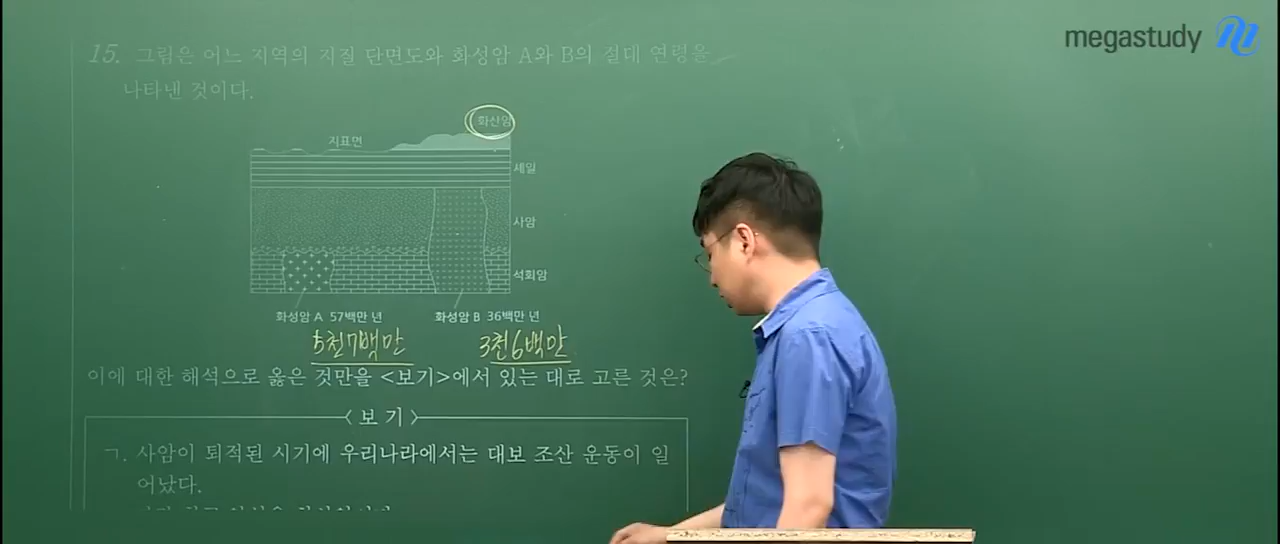 megastudy
15. 그림은 어느 지역의 지질 단면도와 화성암 A와 B의 절대 연령을
나타낸 것이다.
화산암
지표면
셰일
사암
석회암
화성암 A 57백만 년
화성암 B 36백만 년
5천7백만
3천6백만
이에 대한 해석으로 옳은 것만을 <보기>에서 있는 대로 고른 것은?
<보기>
ㄱ. 사암이 퇴적된 시기에 우리나라에서는 대보 조산 운동이 일
어났다.